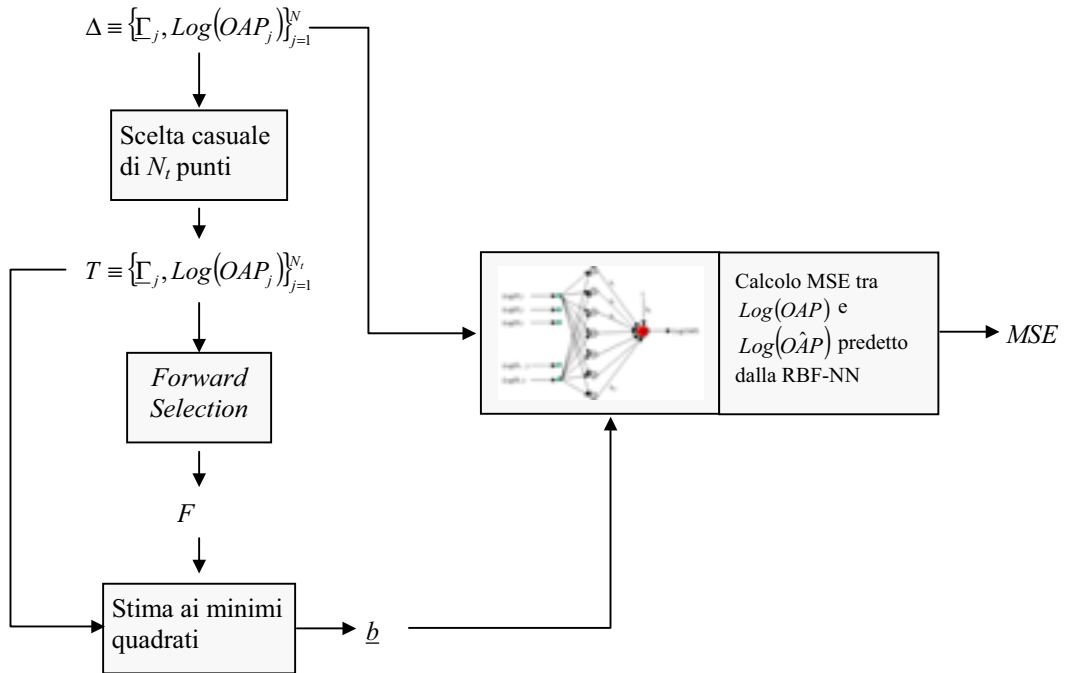 Δ ≡ {Γ_j, Log(OAP_j)}_{j=1}^{N}
Scelta casuale
di N_t punti
T ≡ {Γ_j, Log(OAP_j)}_{j=1}^{N_t}
Forward
Selection
F
Stima ai minimi
quadrati
b
Calcolo MSE tra
Log(OAP) e
Log(OÂP) predetto
dalla RBF-NN
MSE